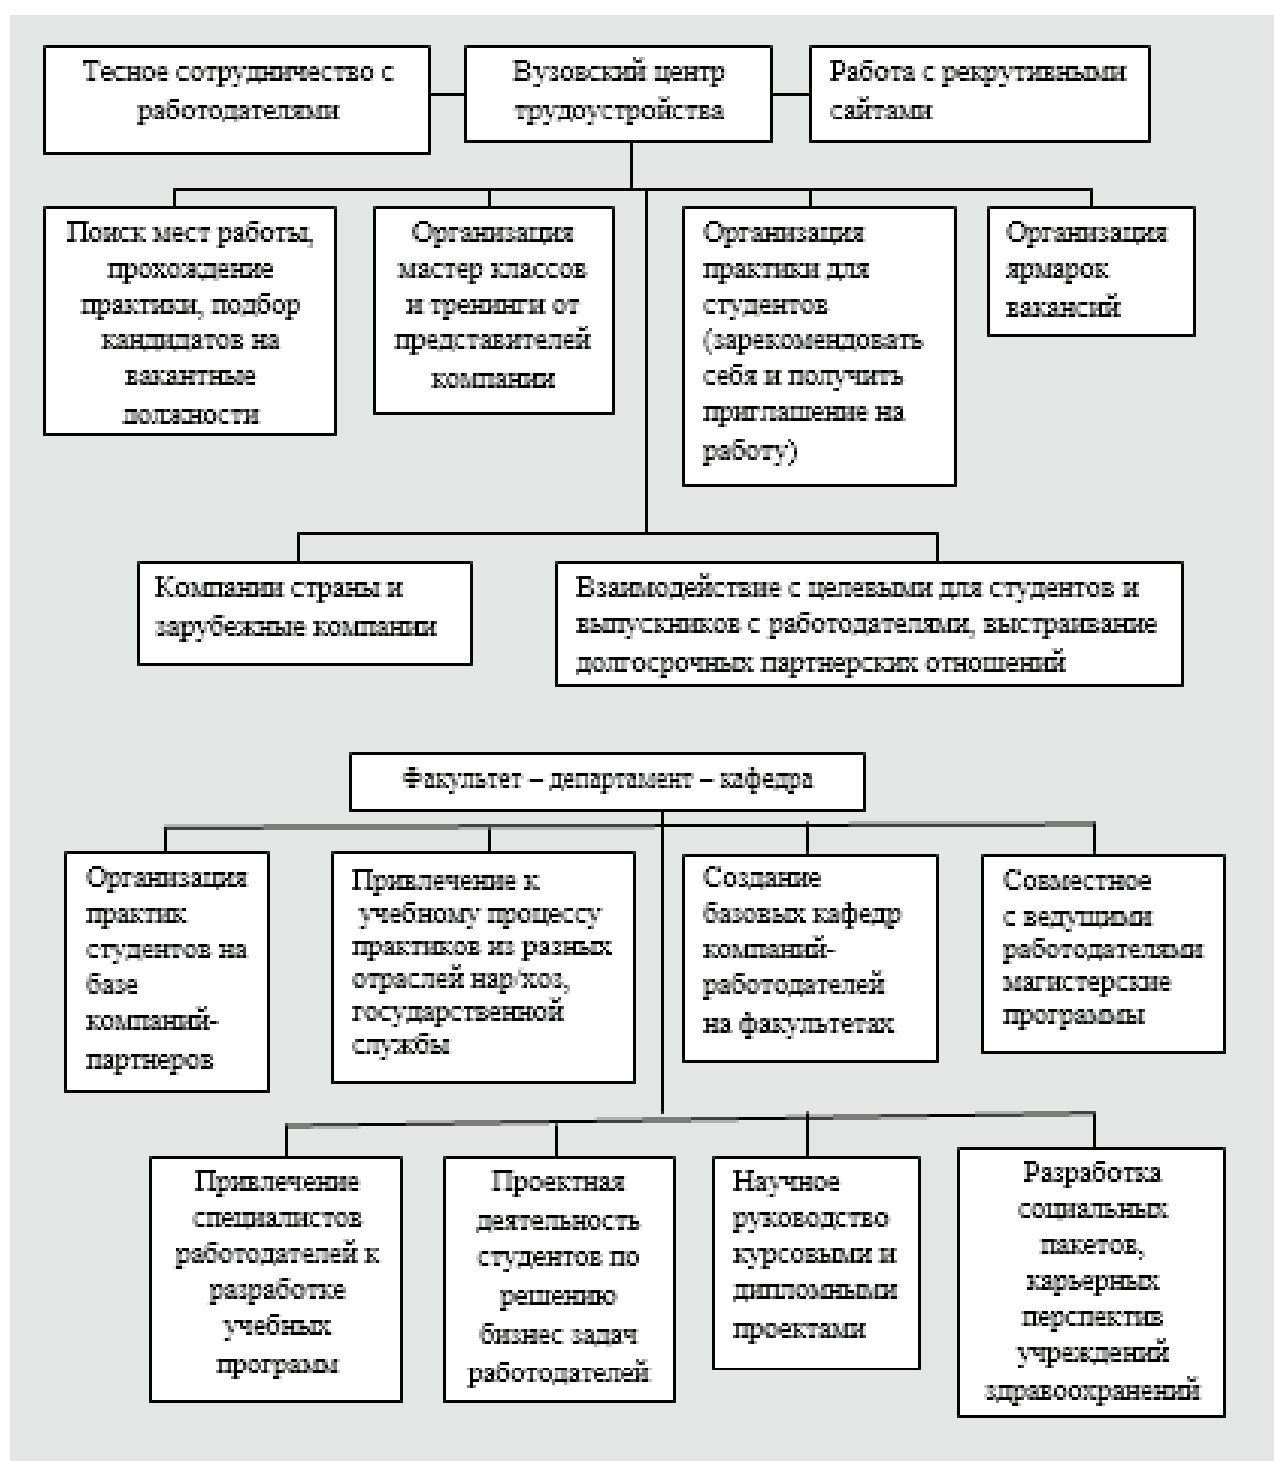 Тесное сотрудничество с
работодателями
Вузовский центр
трудоустройства
Работа с рекрутивными
сайтами
Поиск мест работы,
прохождение
практики, подбор
кандидатов на
вакантные
должности
Организация
мастер классов
и тренинги от
представителей
компании
Организация
практики для
студентов
(зарекомендовать
себя и получить
приглашение на
работу)
Организация
ярмарок
вакансий
Компании страны и
зарубежные компании
Взаимодействие с целевыми для студентов и
выпускников с работодателями, выстраивание
долгосрочных партнерских отношений
Факультет – департамент – кафедра
Организация
практик
студентов на
базе
компаний-
партнеров
Привлечение к
учебному процессу
практиков из разных
отраслей нар/хоз,
государственной
службы
Создание
базовых кафедр
компаний-
работодателей
на факультетах
Совместное
с ведущими
работодателями
магистерские
программы
Привлечение
специалистов
работодателей к
разработке
учебных
программ
Проектная
деятельность
студентов по
решению
бизнес задач
работодателей
Научное
руководство
курсовыми и
дипломными
проектами
Разработка
социальных
пакетов,
карьерных
перспектив
учреждений
здравоохранений